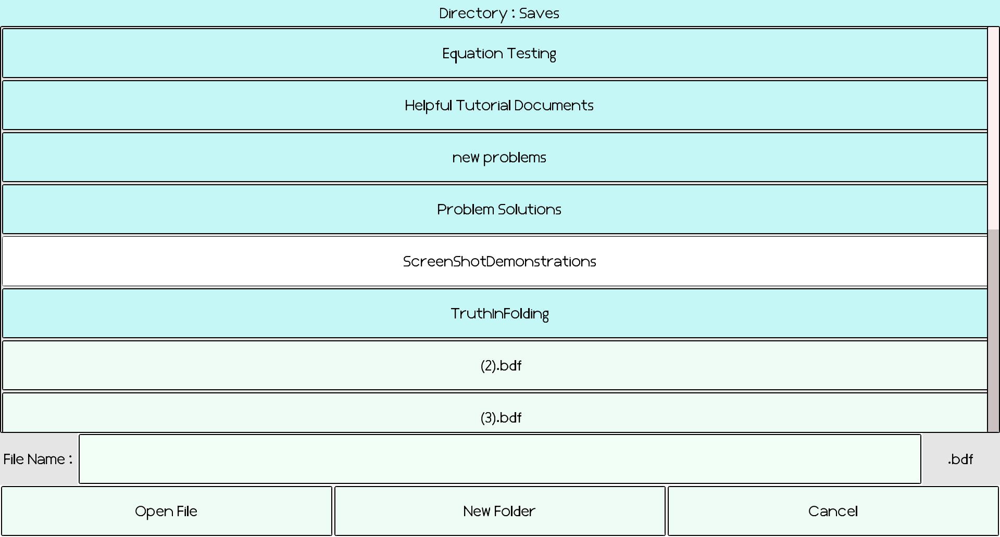 Directory : Saves
Equation Testing
Helpful Tutorial Documents
new problems
Problem Solutions
ScreenShotDemonstrations
TruthInFolding
(2).bdf
(3).bdf
File Name :
.bdf
Open File
New Folder
Cancel